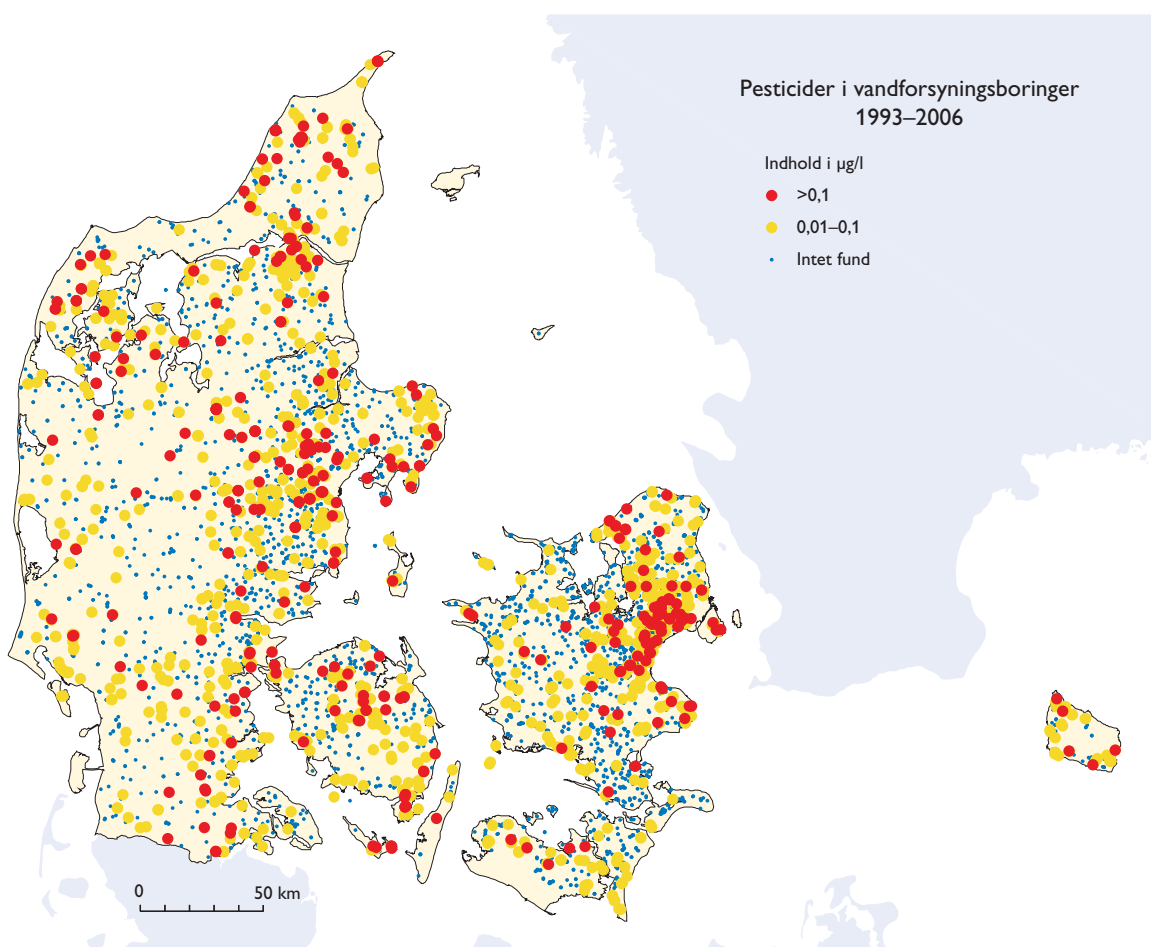 Pesticider i vandforsyningsboringer
1993–2006
Indhold i µg/l
>0,1
0,01–0,1
Intet fund
0 50 km